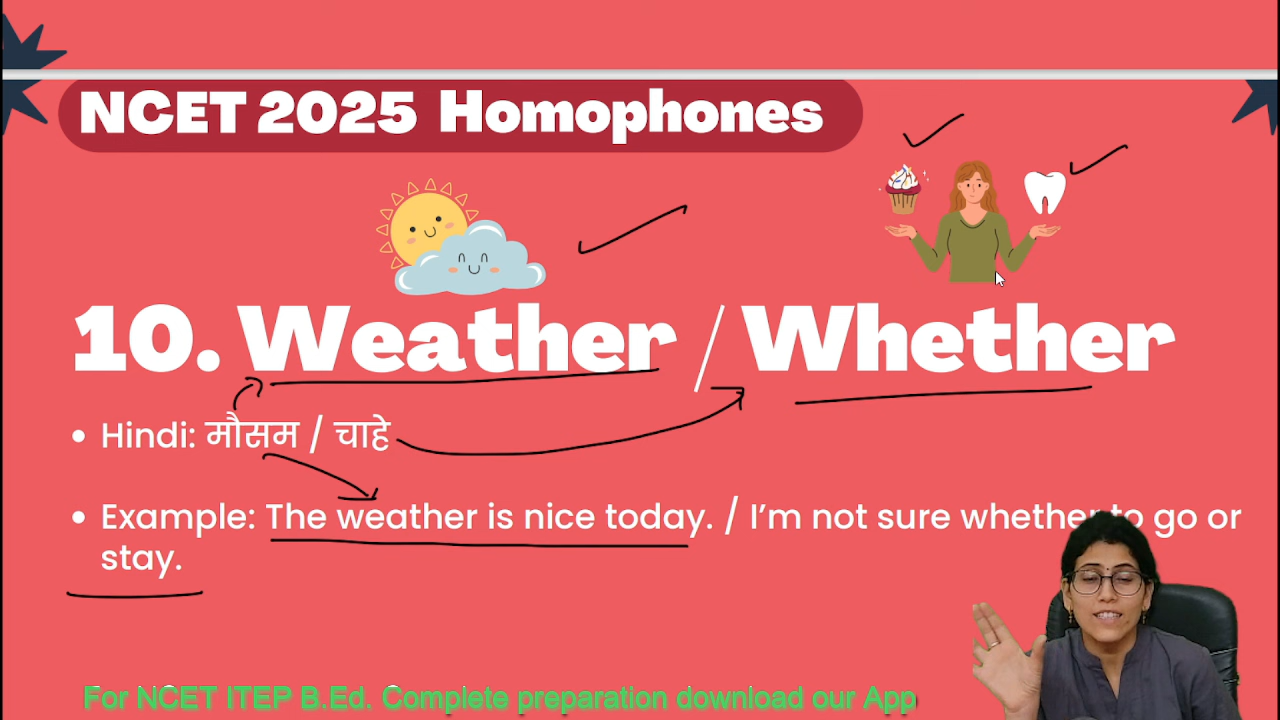 NCET 2025 Homophones
10. Weather / Whether
• Hindi: मौसम / चाहे
• Example: The weather is nice today. / I’m not sure whether to go or
stay.
For NCET ITEP B.Ed. Complete preparation download our App